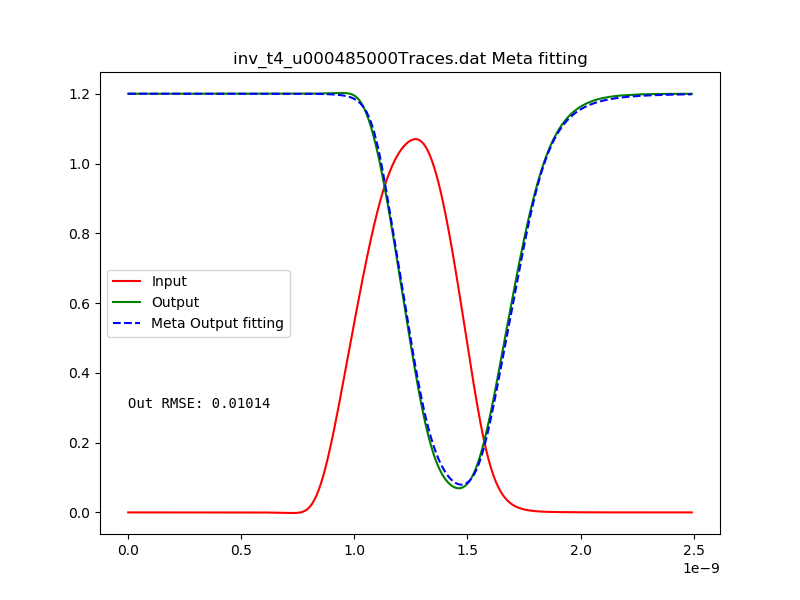 inv_t4_u000485000Traces.dat Meta fitting
1.2
1.0
0.8
0.6
0.4
0.2
0.0
Input
Output
Meta Output fitting
Out RMSE: 0.01014
0.0 0.5 1.0 1.5 2.0 2.5
1e−9